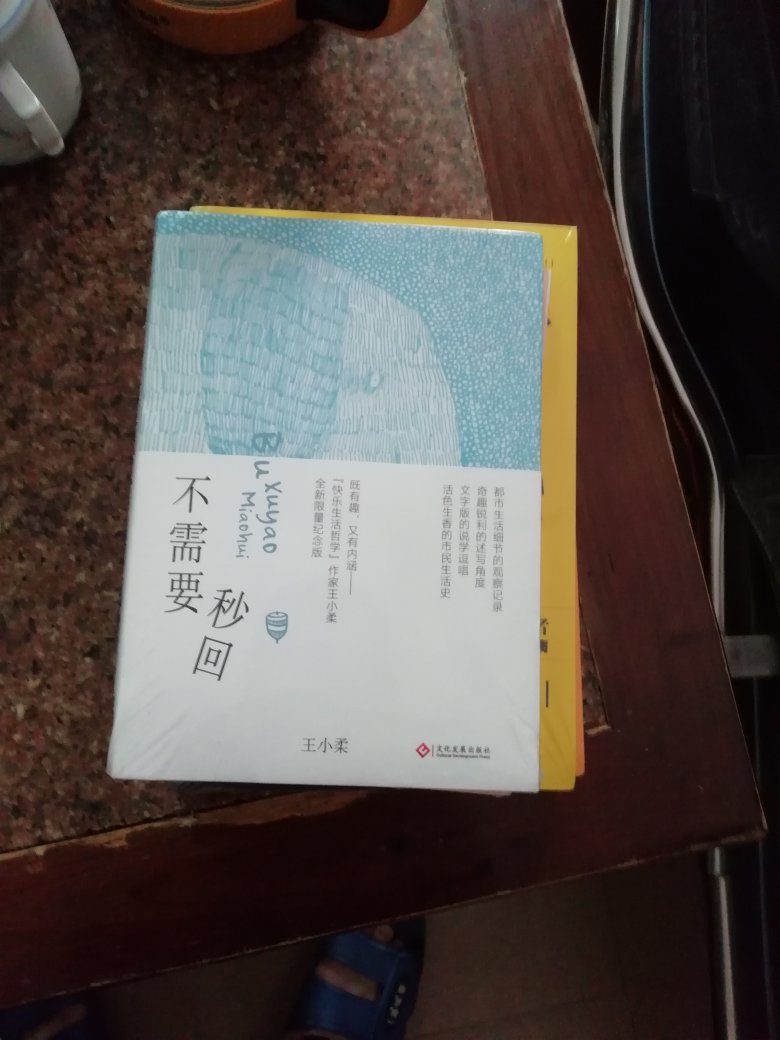 不需要
秒回
Bu Xuyao
Miaohui
既有趣，又有内涵——
『快乐生活哲学』作家王小柔
全新限量纪念版
都市生活细节的观察记录
奇趣锐利的述写角度
文字版的说学逗唱
活色生香的市民生活史
王小柔
文化发展出版社
Cultural Development Press